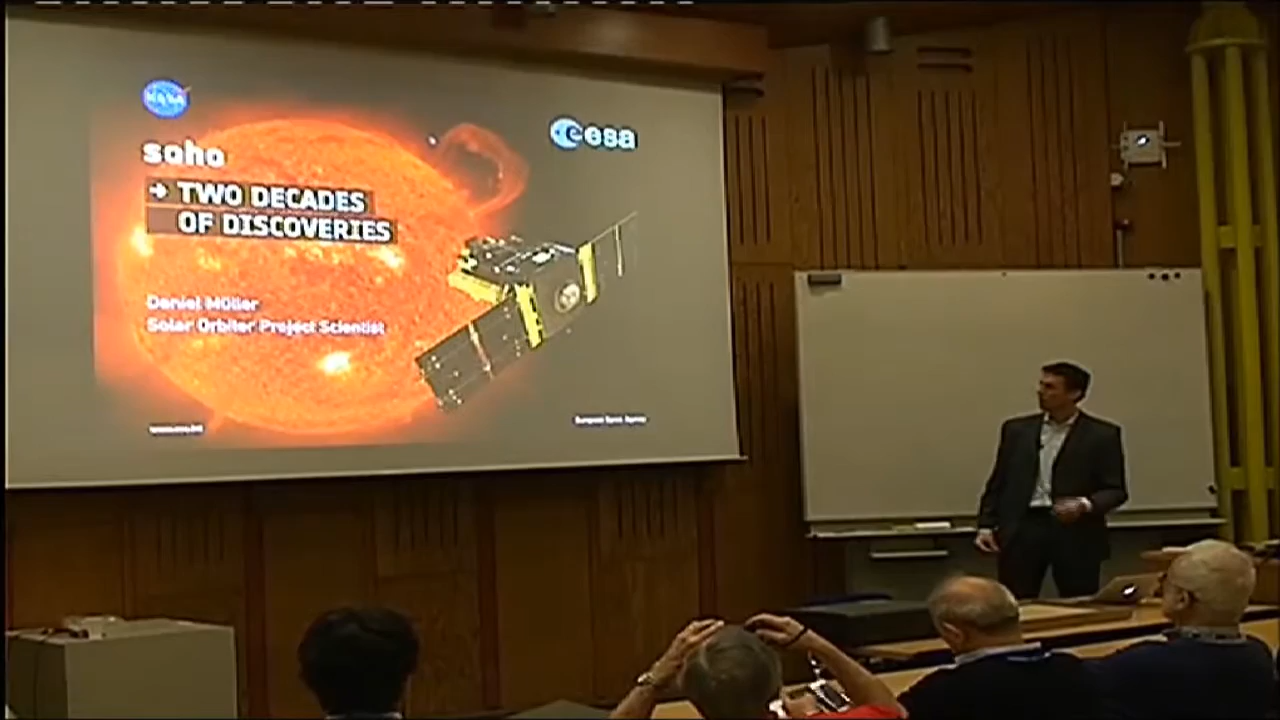 NASA
esa
soho
→ TWO DECADES
OF DISCOVERIES
Daniel Müller
Solar Orbiter Project Scientist
European Space Agency